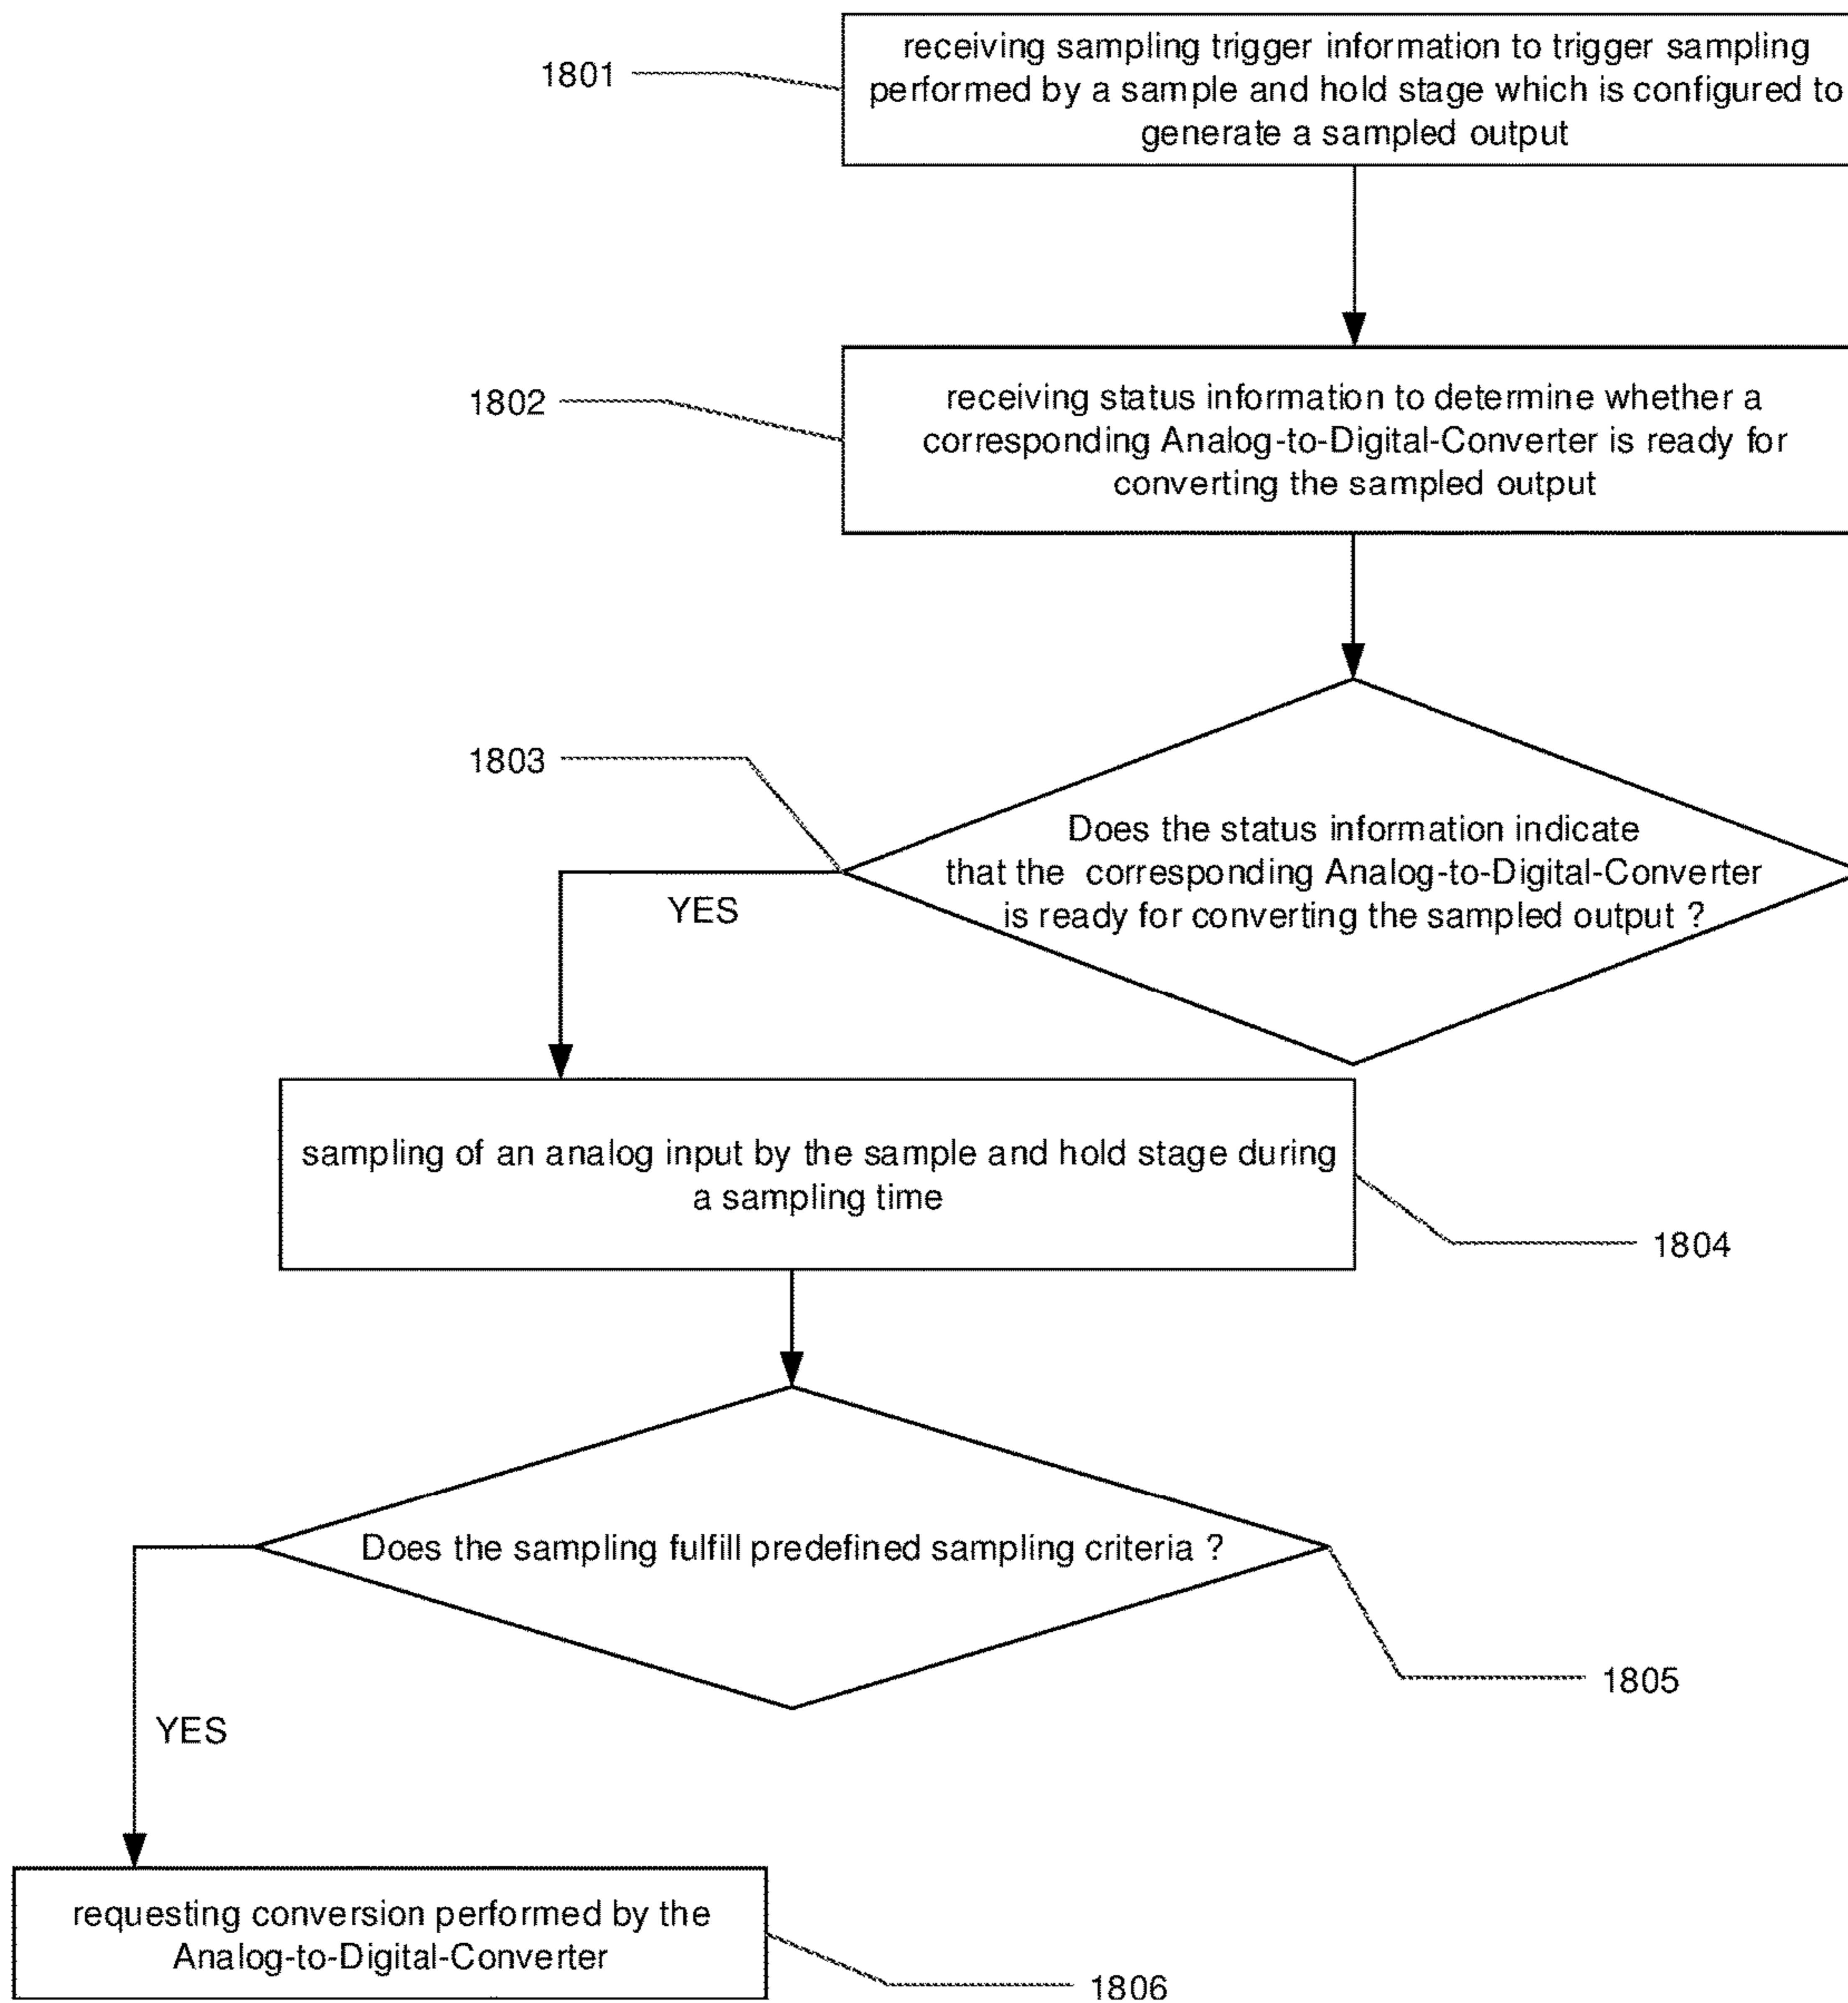 1801
receiving sampling trigger information to trigger sampling
performed by a sample and hold stage which is configured to
generate a sampled output
1802
receiving status information to determine whether a
corresponding Analog-to-Digital-Converter is ready for
converting the sampled output
1803
Does the status information indicate
that the corresponding Analog-to-Digital-Converter
is ready for converting the sampled output ?
YES
sampling of an analog input by the sample and hold stage during
a sampling time
1804
Does the sampling fulfill predefined sampling criteria ?
1805
YES
requesting conversion performed by the
Analog-to-Digital-Converter
1806